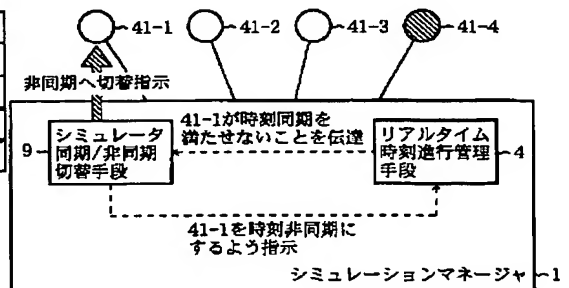 41-1
41-2
41-3
41-4
非同期へ切替指示
41-1が時刻同期を
満たせないことを伝達
9
シミュレータ
同期/非同期
切替手段
リアルタイム
時刻進行管理
手段
4
41-1を時刻非同期に
するよう指示
シミュレーションマネージャ
1